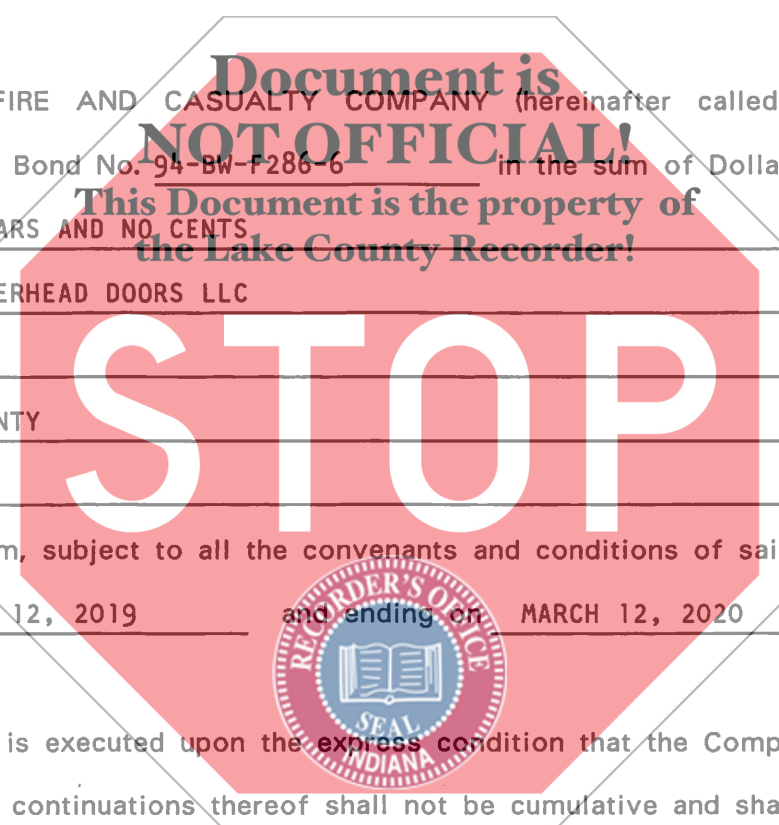 Document is
FIRE AND CASUALTY COMPANY (hereinafter called
NOT OFFICIAL!
Bond No. 94-BW-F286-6 in the sum of Dolla
This Document is the property of
ARS AND NO CENTS
the Lake County Recorder!
ERHEAD DOORS LLC
STOP
NTY
m, subject to all the convenants and conditions of sai
12, 2019 and ending on MARCH 12, 2020
RECORDER'S OFFICE
SEAL
INDIANA
is executed upon the express condition that the Comp
continuations thereof shall not be cumulative and sha